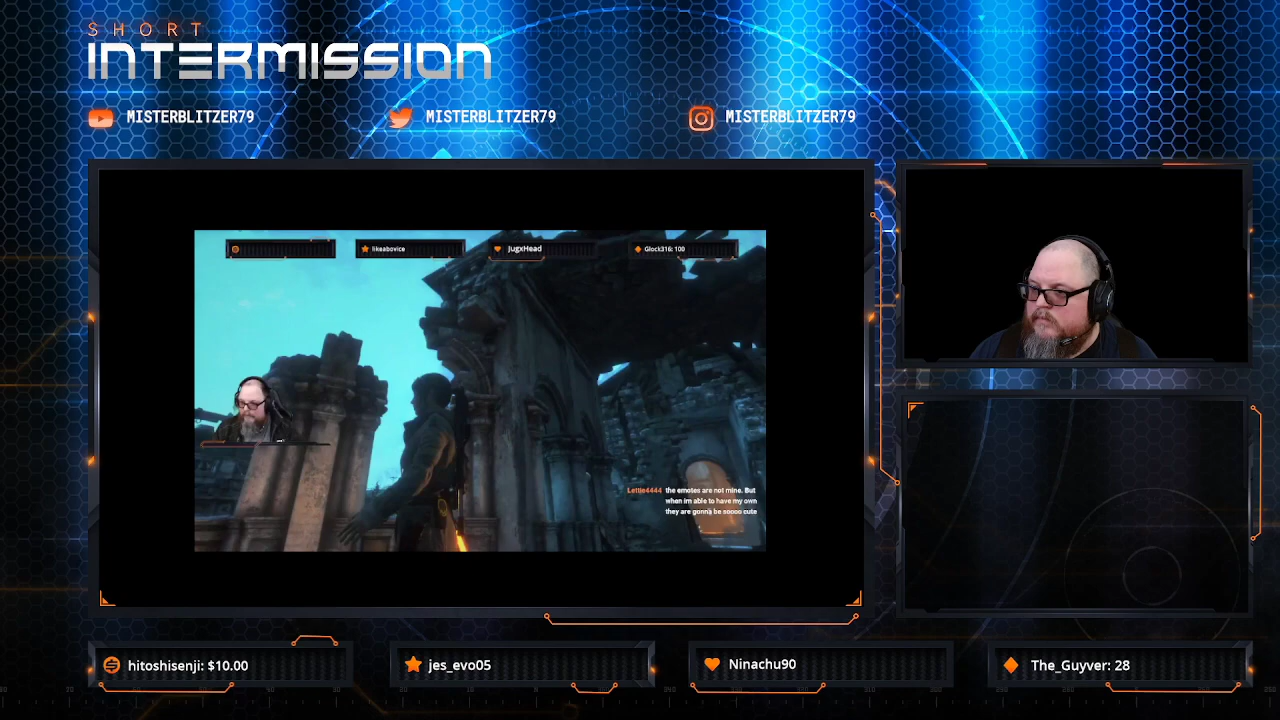 SHORT
INTERMISSION
MISTERBLITZER79 MISTERBLITZER79 MISTERBLITZER79
likeabovice JugxHead Glock316: 100
Lettie4444 the emotes are not mine. But
when im able to have my own
they are gonna be soooo cute
hitoshisenji: $10.00 jes_evo05 Ninachu90 The_Guyver: 28